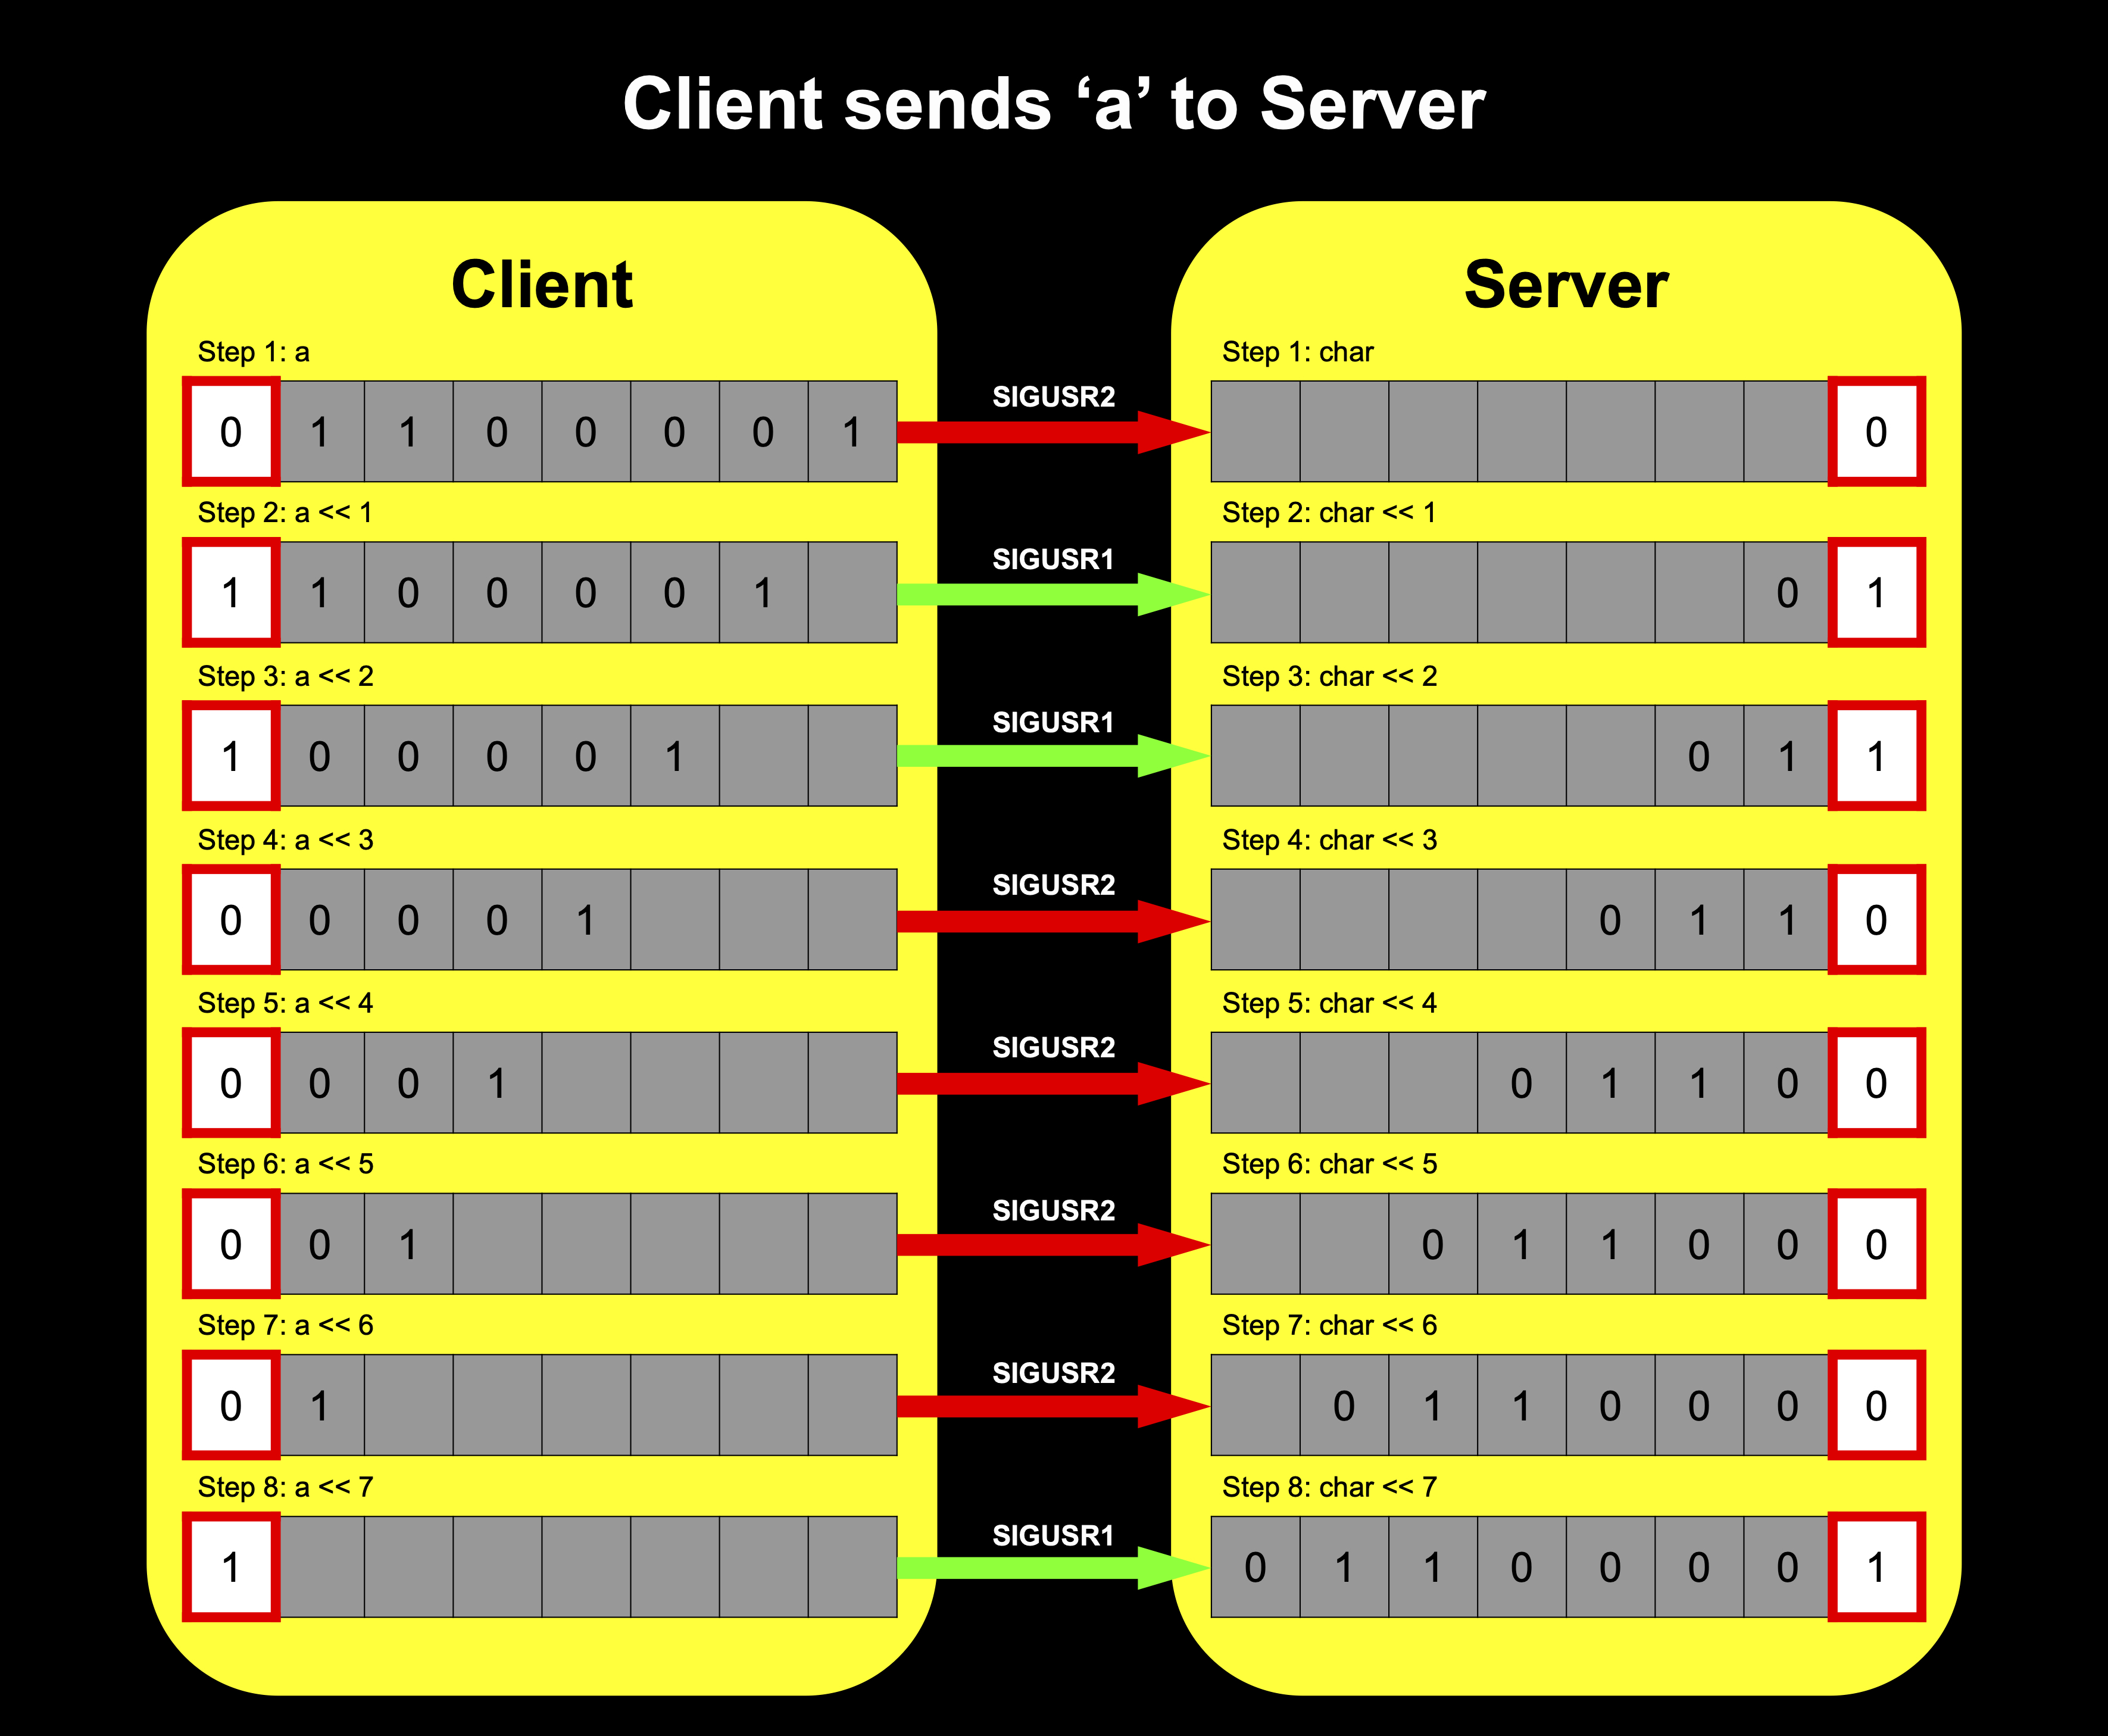 Client sends ‘a’ to Server
Client
Server
Step 1: a
Step 1: char
0 1 1 0 0 0 0 1
SIGUSR2
0
Step 2: a << 1
Step 2: char << 1
1 1 0 0 0 0 1
SIGUSR1
0 1
Step 3: a << 2
Step 3: char << 2
1 0 0 0 0 1
SIGUSR1
0 1 1
Step 4: a << 3
Step 4: char << 3
0 0 0 0 1
SIGUSR2
0 1 1 0
Step 5: a << 4
Step 5: char << 4
0 0 0 1
SIGUSR2
0 1 1 0 0
Step 6: a << 5
Step 6: char << 5
0 0 1
SIGUSR2
0 1 1 0 0 0
Step 7: a << 6
Step 7: char << 6
0 1
SIGUSR2
0 1 1 0 0 0 0
Step 8: a << 7
Step 8: char << 7
1
SIGUSR1
0 1 1 0 0 0 0 1